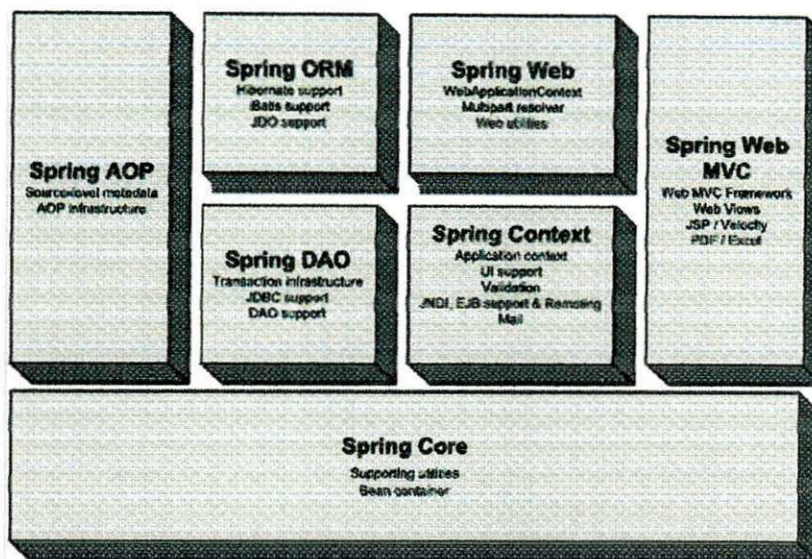 Spring ORM
Hibernate support
iBatis support
JDO support
Spring Web
WebApplicationContext
Multipart resolver
Web utilities
Spring AOP
Source-level metadata
AOP infrastructure
Spring Web
MVC
Web MVC Framework
Web Views
JSP / Velocity
PDF / Excel
Spring DAO
Transaction infrastructure
JDBC support
DAO support
Spring Context
Application context
UI support
Validation
JNDI, EJB support & Remoting
Mail
Spring Core
Supporting utilities
Bean container